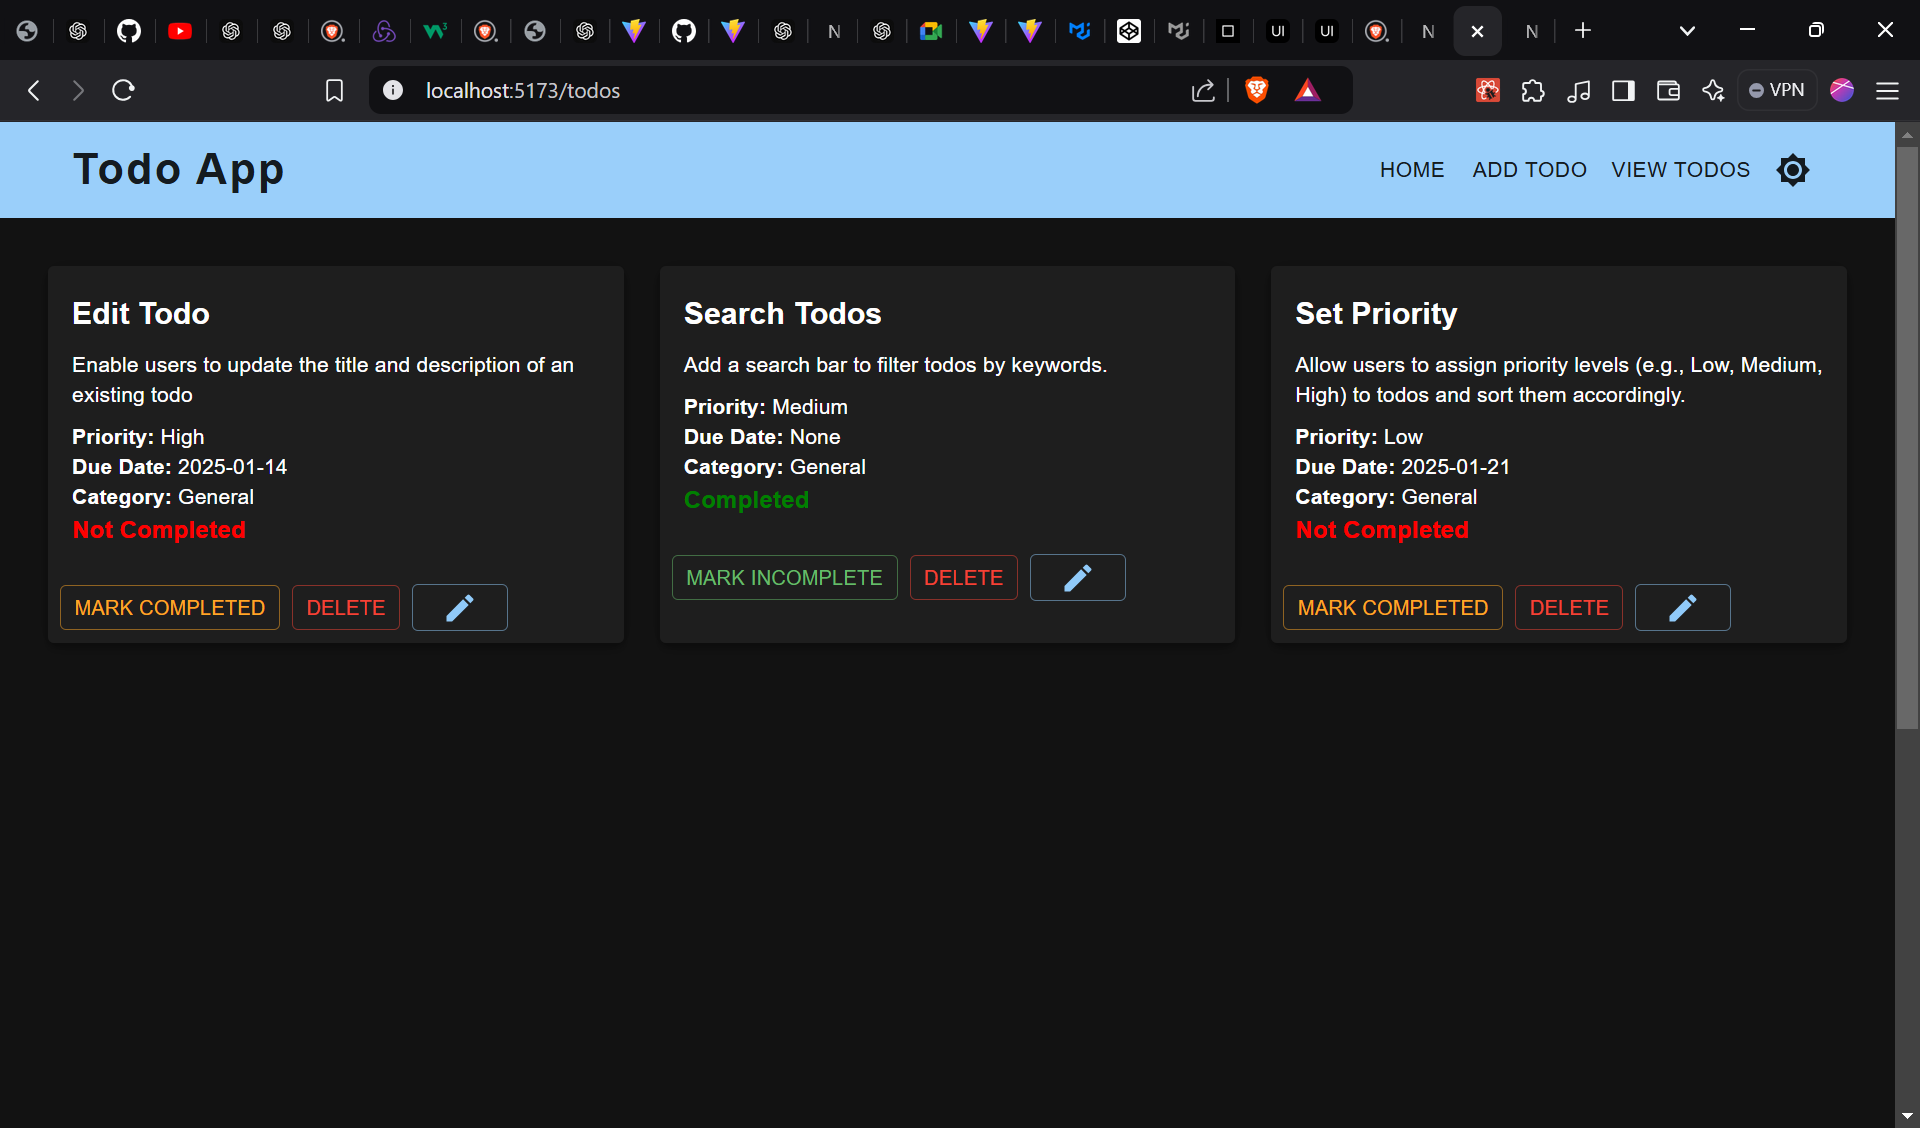 localhost:5173/todos
VPN
Todo App
HOME
ADD TODO
VIEW TODOS
Edit Todo
Enable users to update the title and description of an
existing todo
Priority: High
Due Date: 2025-01-14
Category: General
Not Completed
MARK COMPLETED
DELETE
Search Todos
Add a search bar to filter todos by keywords.
Priority: Medium
Due Date: None
Category: General
Completed
MARK INCOMPLETE
DELETE
Set Priority
Allow users to assign priority levels (e.g., Low, Medium,
High) to todos and sort them accordingly.
Priority: Low
Due Date: 2025-01-21
Category: General
Not Completed
MARK COMPLETED
DELETE